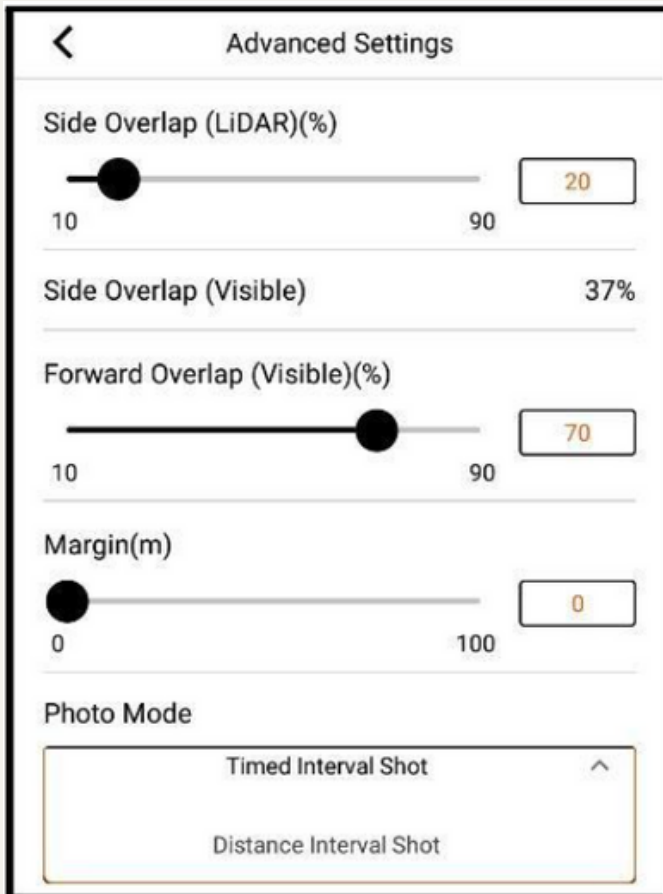 Advanced Settings
Side Overlap (LiDAR)(%)
20
10 90
Side Overlap (Visible) 37%
Forward Overlap (Visible)(%)
70
10 90
Margin(m)
0
0 100
Photo Mode
Timed Interval Shot
Distance Interval Shot